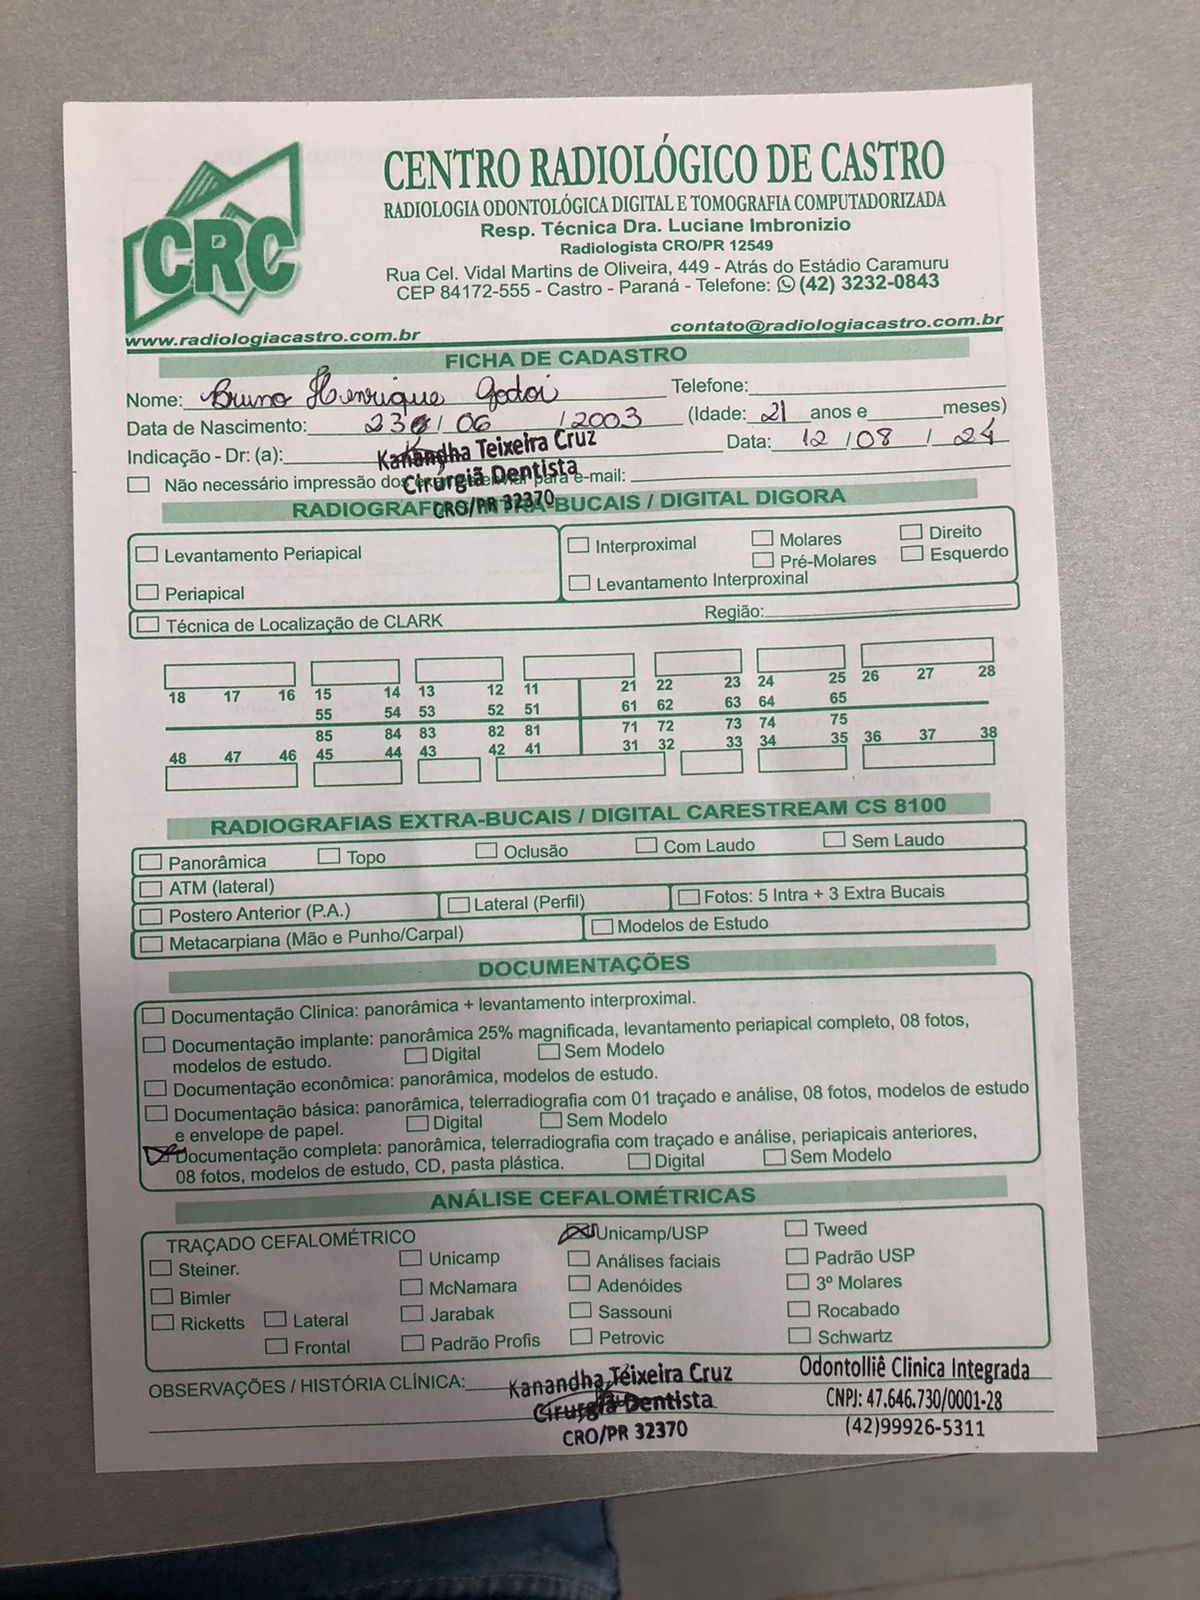 CRC
CENTRO RADIOLÓGICO DE CASTRO
RADIOLOGIA ODONTOLÓGICA DIGITAL E TOMOGRAFIA COMPUTADORIZADA
Resp. Técnica Dra. Luciane Imbronizio
Radiologista CRO/PR 12549
Rua Cel. Vidal Martins de Oliveira, 449 - Atrás do Estádio Caramuru
CEP 84172-555 - Castro - Paraná - Telefone: (42) 3232-0843
www.radiologiacastro.com.br contato@radiologiacastro.com.br
FICHA DE CADASTRO
Nome: Bruno Henrique Godoi Telefone:
Data de Nascimento: 23 / 06 / 2003 (Idade: 21 anos e meses)
Indicação - Dr: (a): Kanandha Teixeira Cruz Data: 12 / 08 / 24
Cirurgiã Dentista
Não necessário impressão dos para e-mail:
CRO/PR 32370
RADIOGRAFIAS INTRA-BUCAIS / DIGITAL DIGORA
Levantamento Periapical Interproximal Molares Direito
Pré-Molares Esquerdo
Periapical Levantamento Interproxinal
Técnica de Localização de CLARK Região:
18 17 16 15 14 13 12 11 21 22 23 24 25 26 27 28
55 54 53 52 51 61 62 63 64 65
85 84 83 82 81 71 72 73 74 75
48 47 46 45 44 43 42 41 31 32 33 34 35 36 37 38
RADIOGRAFIAS EXTRA-BUCAIS / DIGITAL CARESTREAM CS 8100
Panorâmica Topo Oclusão Com Laudo Sem Laudo
ATM (lateral)
Postero Anterior (P.A.) Lateral (Perfil) Fotos: 5 Intra + 3 Extra Bucais
Metacarpiana (Mão e Punho/Carpal) Modelos de Estudo
DOCUMENTAÇÕES
Documentação Clinica: panorâmica + levantamento interproximal.
Documentação implante: panorâmica 25% magnificada, levantamento periapical completo, 08 fotos,
modelos de estudo. Digital Sem Modelo
Documentação econômica: panorâmica, modelos de estudo.
Documentação básica: panorâmica, telerradiografia com 01 traçado e análise, 08 fotos, modelos de estudo
e envelope de papel. Digital Sem Modelo
Documentação completa: panorâmica, telerradiografia com traçado e análise, periapicais anteriores,
08 fotos, modelos de estudo, CD, pasta plástica. Digital Sem Modelo
ANÁLISE CEFALOMÉTRICAS
TRAÇADO CEFALOMÉTRICO Unicamp/USP Tweed
Steiner. Unicamp Análises faciais Padrão USP
Bimler McNamara Adenóides 3º Molares
Ricketts Lateral Jarabak Sassouni Rocabado
Frontal Padrão Profis Petrovic Schwartz
OBSERVAÇÕES / HISTÓRIA CLÍNICA: Kanandha Teixeira Cruz Odontolliê Clinica Integrada
Cirurgiã Dentista CNPJ: 47.646.730/0001-28
CRO/PR 32370 (42)99926-5311